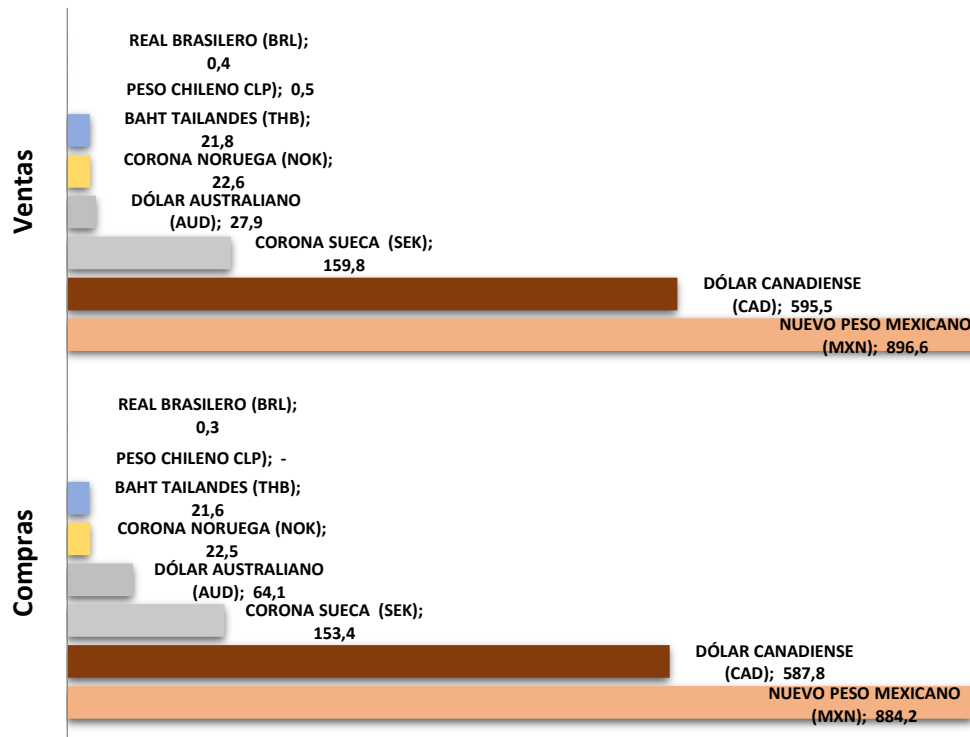 Ventas
REAL BRASILERO (BRL);
0,4
PESO CHILENO CLP);  0,5
BAHT TAILANDES (THB);
21,8
CORONA NORUEGA (NOK);
22,6
DÓLAR AUSTRALIANO
(AUD);  27,9
CORONA SUECA  (SEK);
159,8
DÓLAR CANADIENSE
(CAD);  595,5
NUEVO PESO MEXICANO
(MXN);  896,6
Compras
REAL BRASILERO (BRL);
0,3
PESO CHILENO CLP);  -
BAHT TAILANDES (THB);
21,6
CORONA NORUEGA (NOK);
22,5
DÓLAR AUSTRALIANO
(AUD);  64,1
CORONA SUECA  (SEK);
153,4
DÓLAR CANADIENSE
(CAD);  587,8
NUEVO PESO MEXICANO
(MXN);  884,2